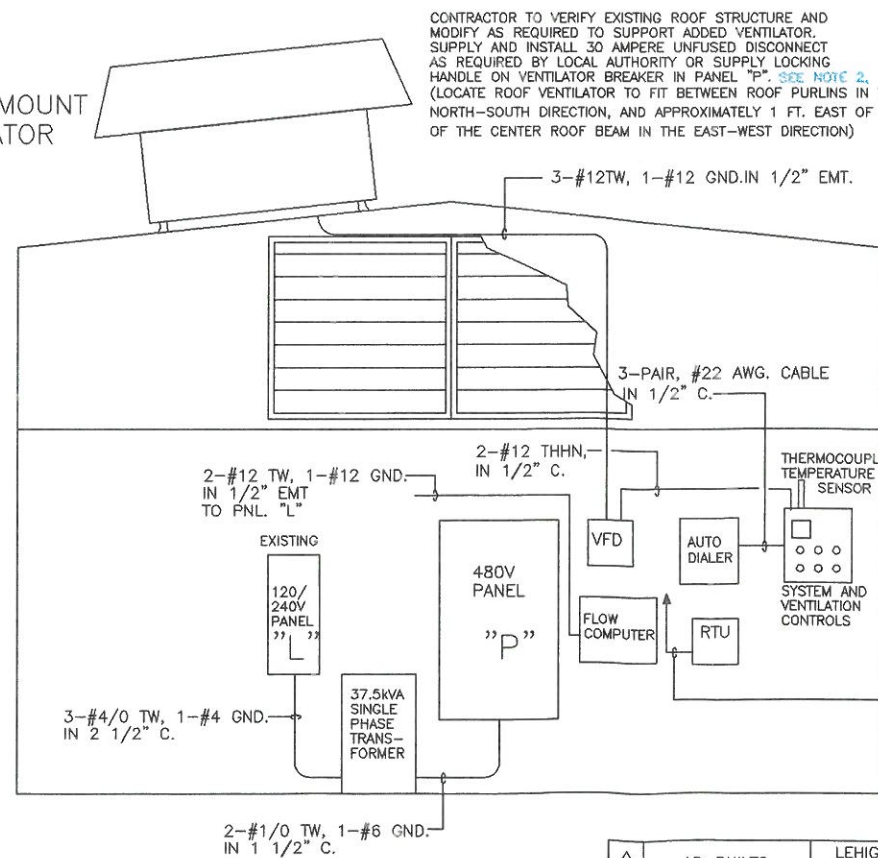 CONTRACTOR TO VERIFY EXISTING ROOF STRUCTURE AND
MODIFY AS REQUIRED TO SUPPORT ADDED VENTILATOR.
SUPPLY AND INSTALL 30 AMPERE UNFUSED DISCONNECT
AS REQUIRED BY LOCAL AUTHORITY OR SUPPLY LOCKING
HANDLE ON VENTILATOR BREAKER IN PANEL "P". SEE NOTE 2,
(LOCATE ROOF VENTILATOR TO FIT BETWEEN ROOF PURLINS IN
NORTH-SOUTH DIRECTION, AND APPROXIMATELY 1 FT. EAST OF
OF THE CENTER ROOF BEAM IN THE EAST-WEST DIRECTION)
MOUNT
ATOR
3-#12TW, 1-#12 GND.IN 1/2" EMT.
3-PAIR, #22 AWG. CABLE
IN 1/2" C.
2-#12 THHN,
IN 1/2" C.
2-#12 TW, 1-#12 GND.
IN 1/2" EMT
TO PNL. "L"
THERMOCOUPL
TEMPERATURE
SENSOR
EXISTING
120/
240V
PANEL
"L"
480V
PANEL
"P"
VFD
AUTO
DIALER
SYSTEM AND
VENTILATION
CONTROLS
FLOW
COMPUTER
RTU
37.5kVA
SINGLE
PHASE
TRANS-
FORMER
3-#4/0 TW, 1-#4 GND.
IN 2 1/2" C.
2-#1/0 TW, 1-#6 GND.
IN 1 1/2" C.
LEHIG